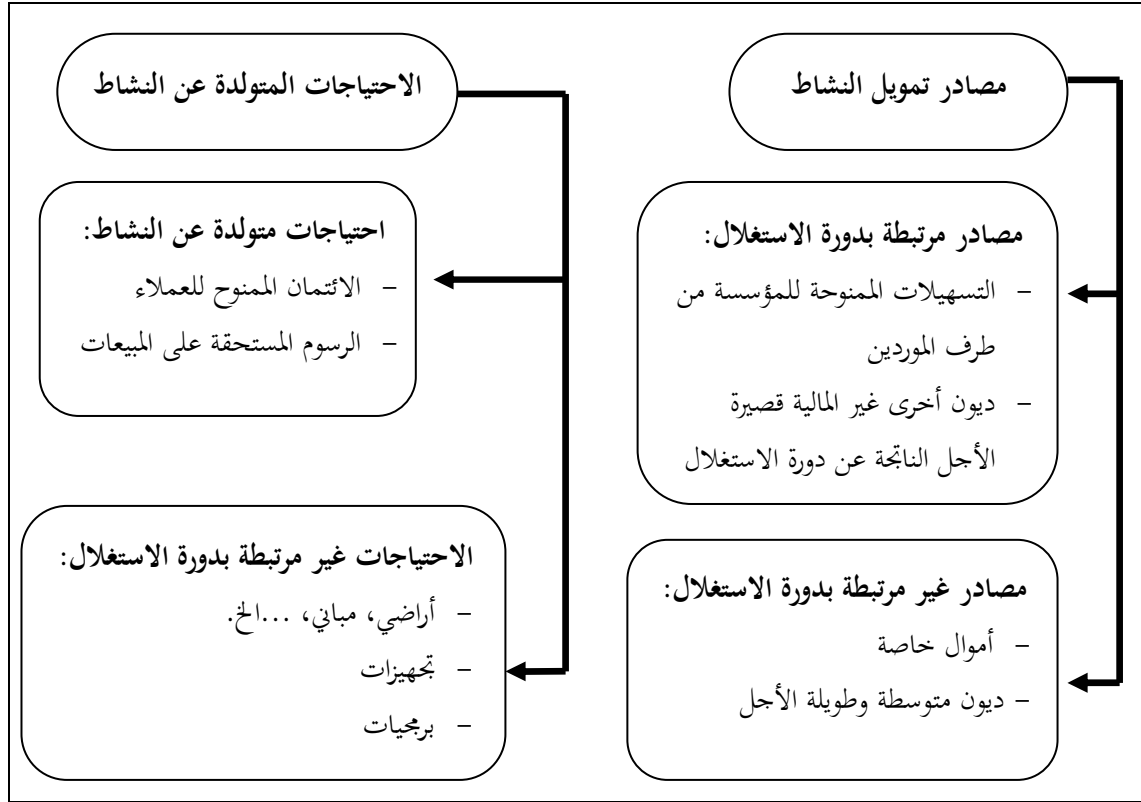 مصادر تمويل النشاط
مصادر مرتبطة بدورة الاستغلال:
– التسهيلات الممنوحة للمؤسسة من
طرف الموردين
– ديون أخرى غير المالية قصيرة
الأجل الناتجة عن دورة الاستغلال
مصادر غير مرتبطة بدورة الاستغلال:
– أموال خاصة
– ديون متوسطة وطويلة الأجل
الاحتياجات المتولدة عن النشاط
احتياجات متولدة عن النشاط:
– الائتمان الممنوح للعملاء
– الرسوم المستحقة على المبيعات
الاحتياجات غير مرتبطة بدورة الاستغلال:
– أراضي، مباني، ...الخ.
– تجهيزات
– برمجيات